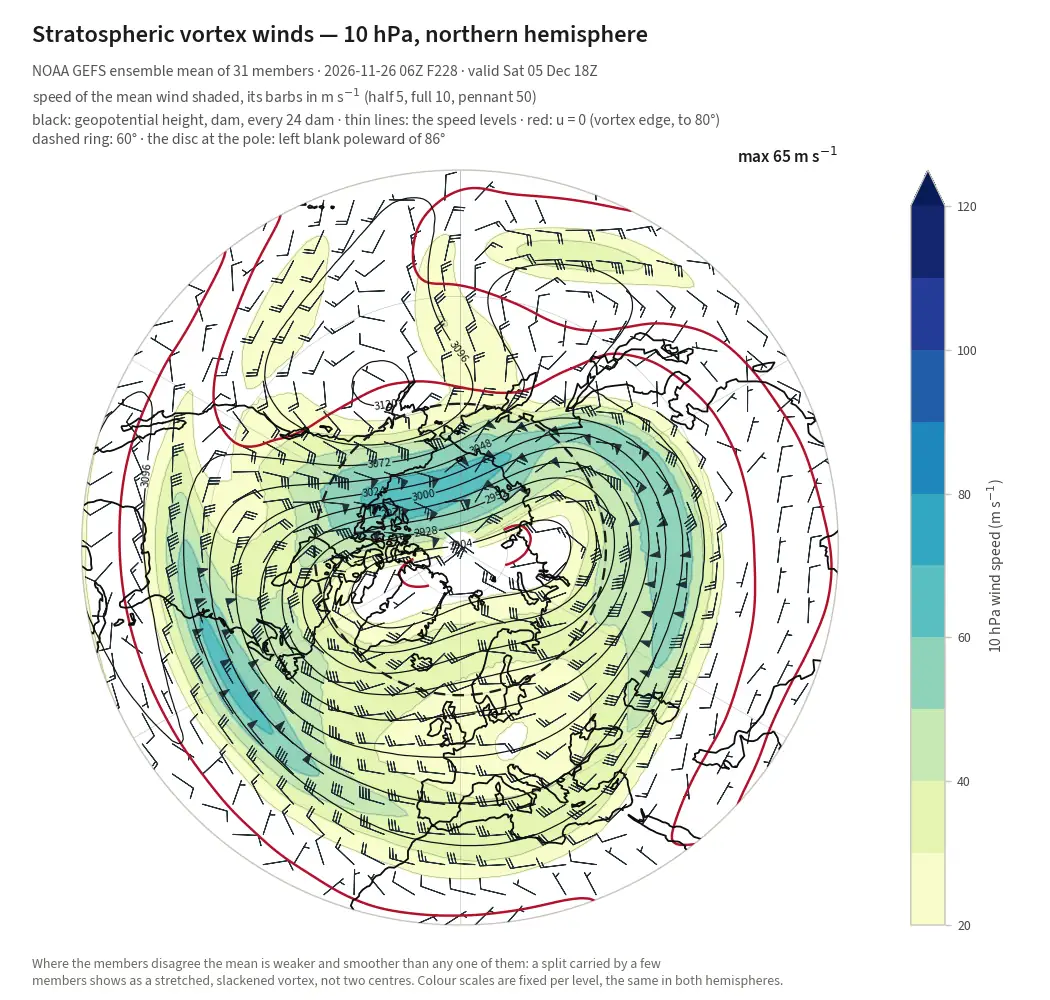 Stratospheric vortex winds — 10 hPa, northern hemisphere
NOAA GEFS ensemble mean of 31 members · 2026-11-26 06Z F228 · valid Sat 05 Dec 18Z
speed of the mean wind shaded, its barbs in m s⁻¹ (half 5, full 10, pennant 50)
black: geopotential height, dam, every 24 dam · thin lines: the speed levels · red: u = 0 (vortex edge, to 80°)
dashed ring: 60° · the disc at the pole: left blank poleward of 86°
max 65 m s⁻¹
120
100
80
60
40
20
10 hPa wind speed (m s⁻¹)
3096
3120
3048
3072
3096
3000
2928
Where the members disagree the mean is weaker and smoother than any one of them: a split carried by a few
members shows as a stretched, slackened vortex, not two centres. Colour scales are fixed per level, the same in both hemispheres.